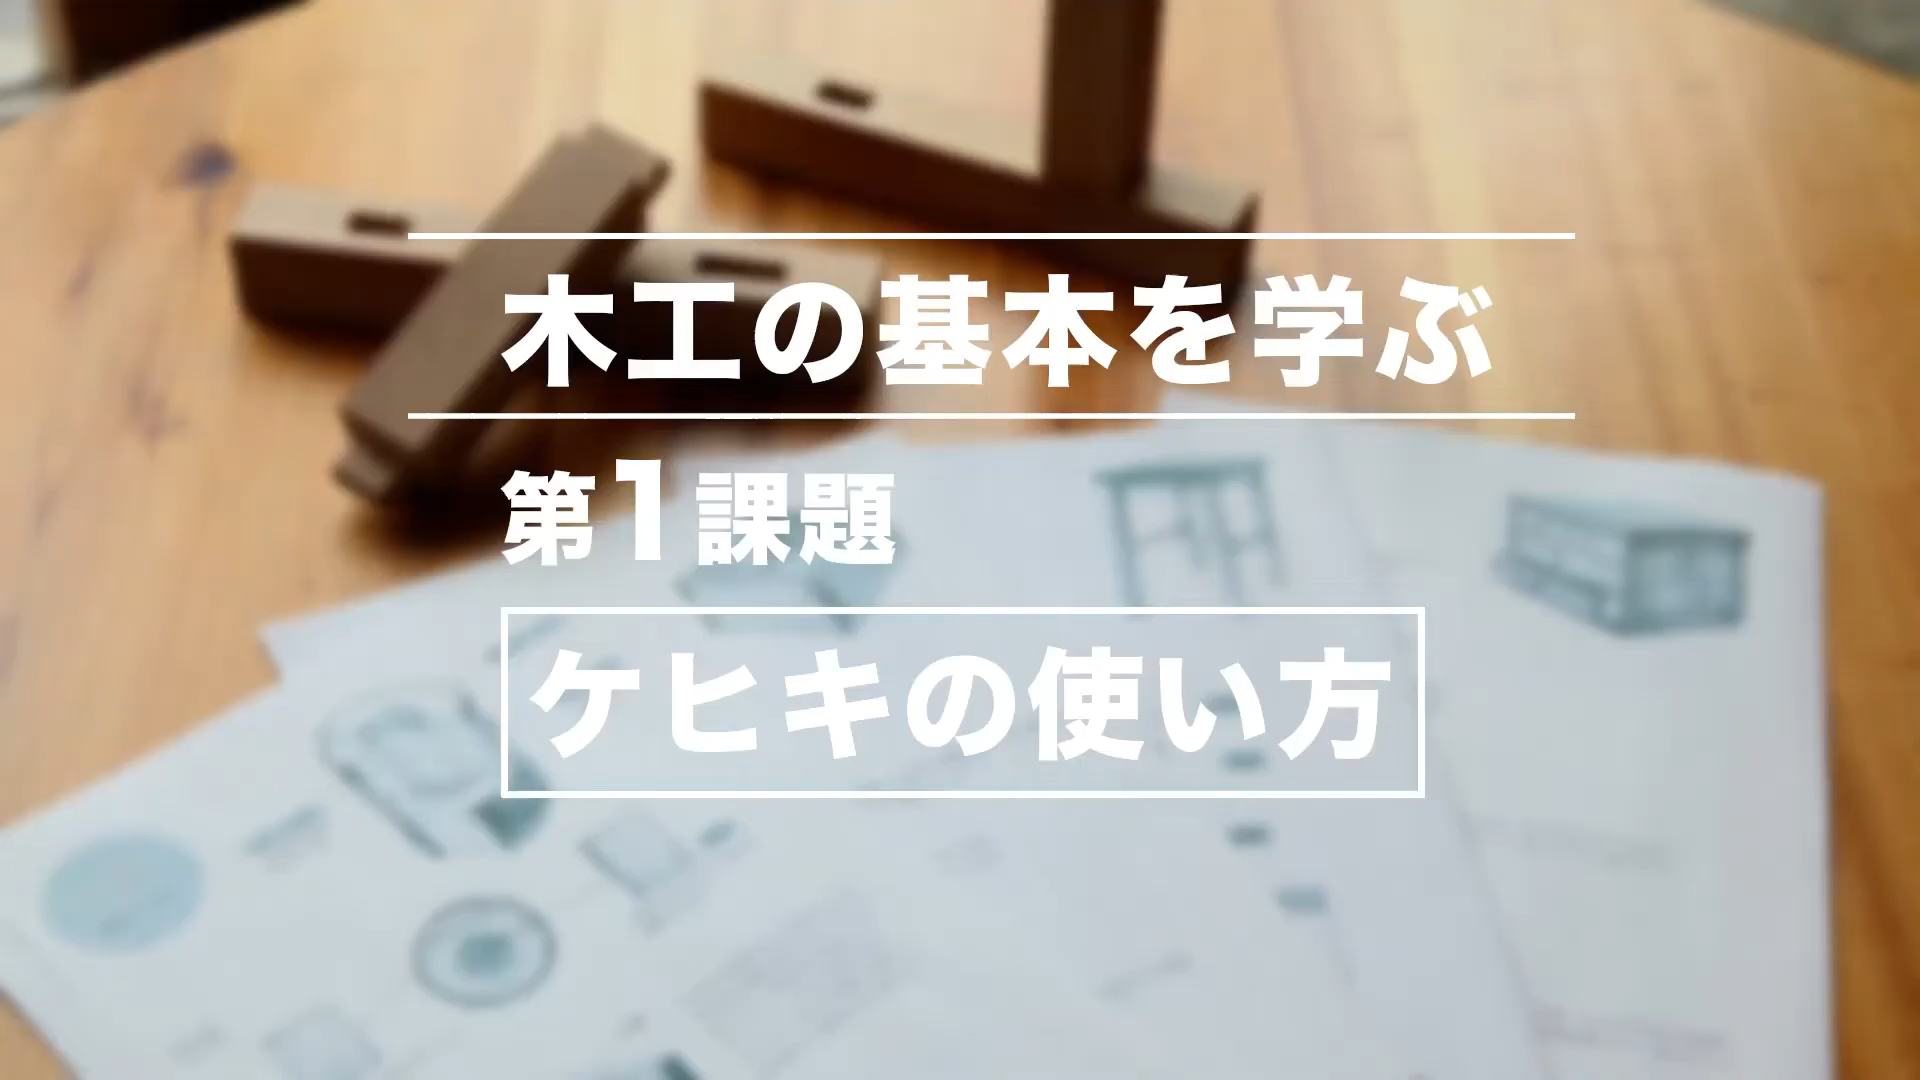 木工の基本を学ぶ
第1課題
ケヒキの使い方